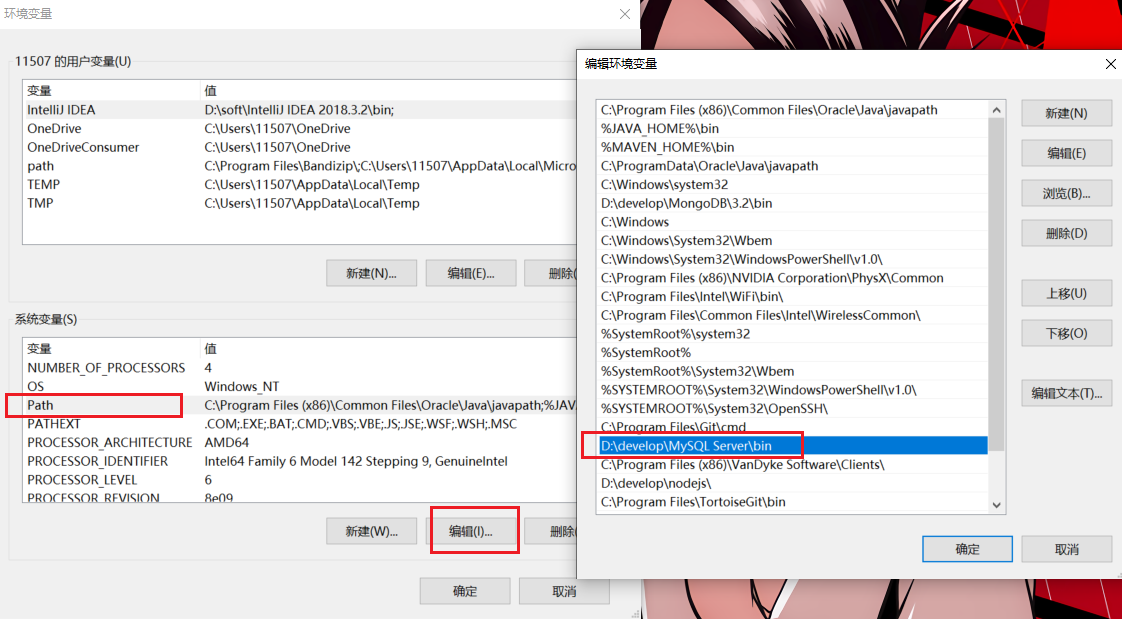 环境变量
11507 的用户变量(U)
变量 值
IntelliJ IDEA D:\soft\IntelliJ IDEA 2018.3.2\bin;
OneDrive C:\Users\11507\OneDrive
OneDriveConsumer C:\Users\11507\OneDrive
path C:\Program Files\Bandizip\;C:\Users\11507\AppData\Local\Micro
TEMP C:\Users\11507\AppData\Local\Temp
TMP C:\Users\11507\AppData\Local\Temp
新建(N)... 编辑(E)... 删除(
系统变量(S)
变量 值
NUMBER_OF_PROCESSORS 4
OS Windows_NT
Path C:\Program Files (x86)\Common Files\Oracle\Java\javapath;%JAV
PATHEXT .COM;.EXE;.BAT;.CMD;.VBS;.VBE;.JS;.JSE;.WSF;.WSH;.MSC
PROCESSOR_ARCHITECTURE AMD64
PROCESSOR_IDENTIFIER Intel64 Family 6 Model 142 Stepping 9, GenuineIntel
PROCESSOR_LEVEL 6
PROCESSOR_REVISION 8e09
新建(W)... 编辑(I)... 删除(
确定 取消
编辑环境变量
C:\Program Files (x86)\Common Files\Oracle\Java\javapath
%JAVA_HOME%\bin
%MAVEN_HOME%\bin
C:\ProgramData\Oracle\Java\javapath
C:\Windows\system32
D:\develop\MongoDB\3.2\bin
C:\Windows
C:\Windows\System32\Wbem
C:\Windows\System32\WindowsPowerShell\v1.0\
C:\Program Files (x86)\NVIDIA Corporation\PhysX\Common
C:\Program Files\Intel\WiFi\bin\
C:\Program Files\Common Files\Intel\WirelessCommon\
%SystemRoot%\system32
%SystemRoot%
%SystemRoot%\System32\Wbem
%SYSTEMROOT%\System32\WindowsPowerShell\v1.0\
%SYSTEMROOT%\System32\OpenSSH\
C:\Program Files\Git\cmd
D:\develop\MySQL Server\bin
C:\Program Files (x86)\VanDyke Software\Clients\
D:\develop\nodejs\
C:\Program Files\TortoiseGit\bin
新建(N)
编辑(E)
浏览(B)...
删除(D)
上移(U)
下移(O)
编辑文本(T)...
确定 取消